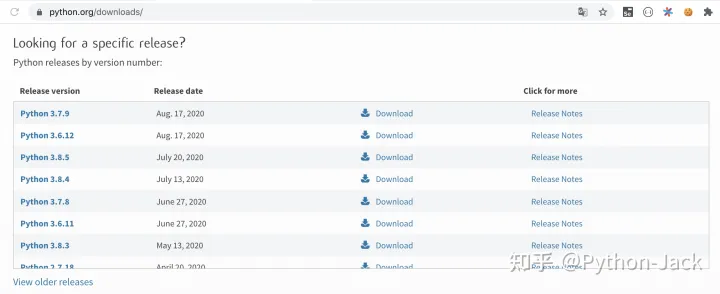 python.org/downloads/
Looking for a specific release?
Python releases by version number:
Release version Release date Click for more
Python 3.7.9 Aug. 17, 2020 Download Release Notes
Python 3.6.12 Aug. 17, 2020 Download Release Notes
Python 3.8.5 July 20, 2020 Download Release Notes
Python 3.8.4 July 13, 2020 Download Release Notes
Python 3.7.8 June 27, 2020 Download Release Notes
Python 3.6.11 June 27, 2020 Download Release Notes
Python 3.8.3 May 13, 2020 Download Release Notes
Python 2.7.18 April 20, 2020 Download Release Notes
知乎 @Python-Jack
View older releases